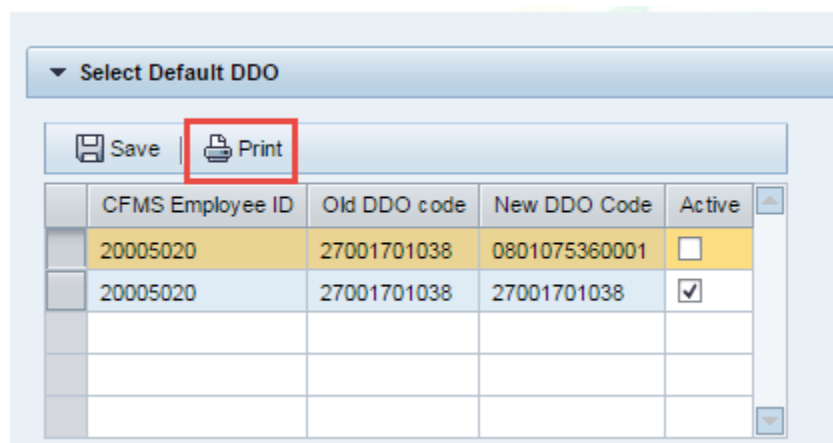 Select Default DDO
Save | Print
CFMS Employee ID Old DDO code New DDO Code Active
20005020 27001701038 0801075360001
20005020 27001701038 27001701038